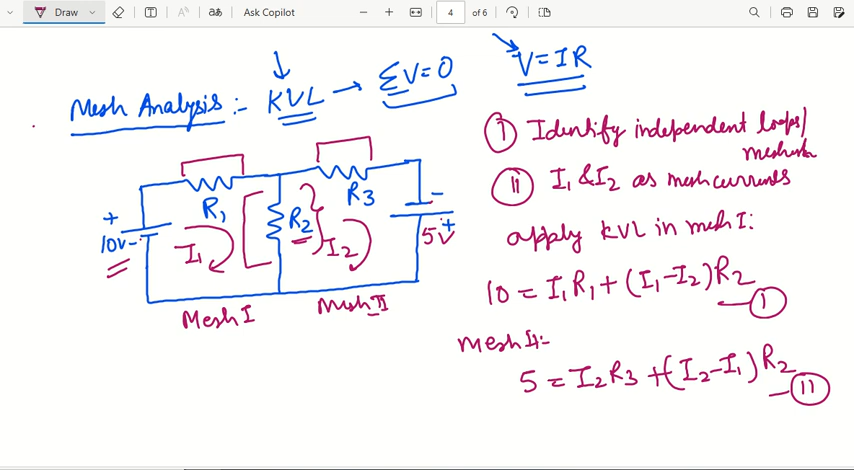 Draw
Ask Copilot
4 of 6
Mesh Analysis :- KVL → ΣV=0
V=IR
Ⓘ Identify independent loops/
meshes
Ⓘⓘ I₁ & I₂ as mesh currents
apply KVL in mesh I:
10 = I₁R₁ + (I₁-I₂)R₂ — Ⓘ
Mesh II:-
5 = I₂R₃ + (I₂-I₁)R₂ — ⓘⓘ
R₁
R₂
R₃
+
10V -
-
5V +
I₁
I₂
Mesh I
Mesh II